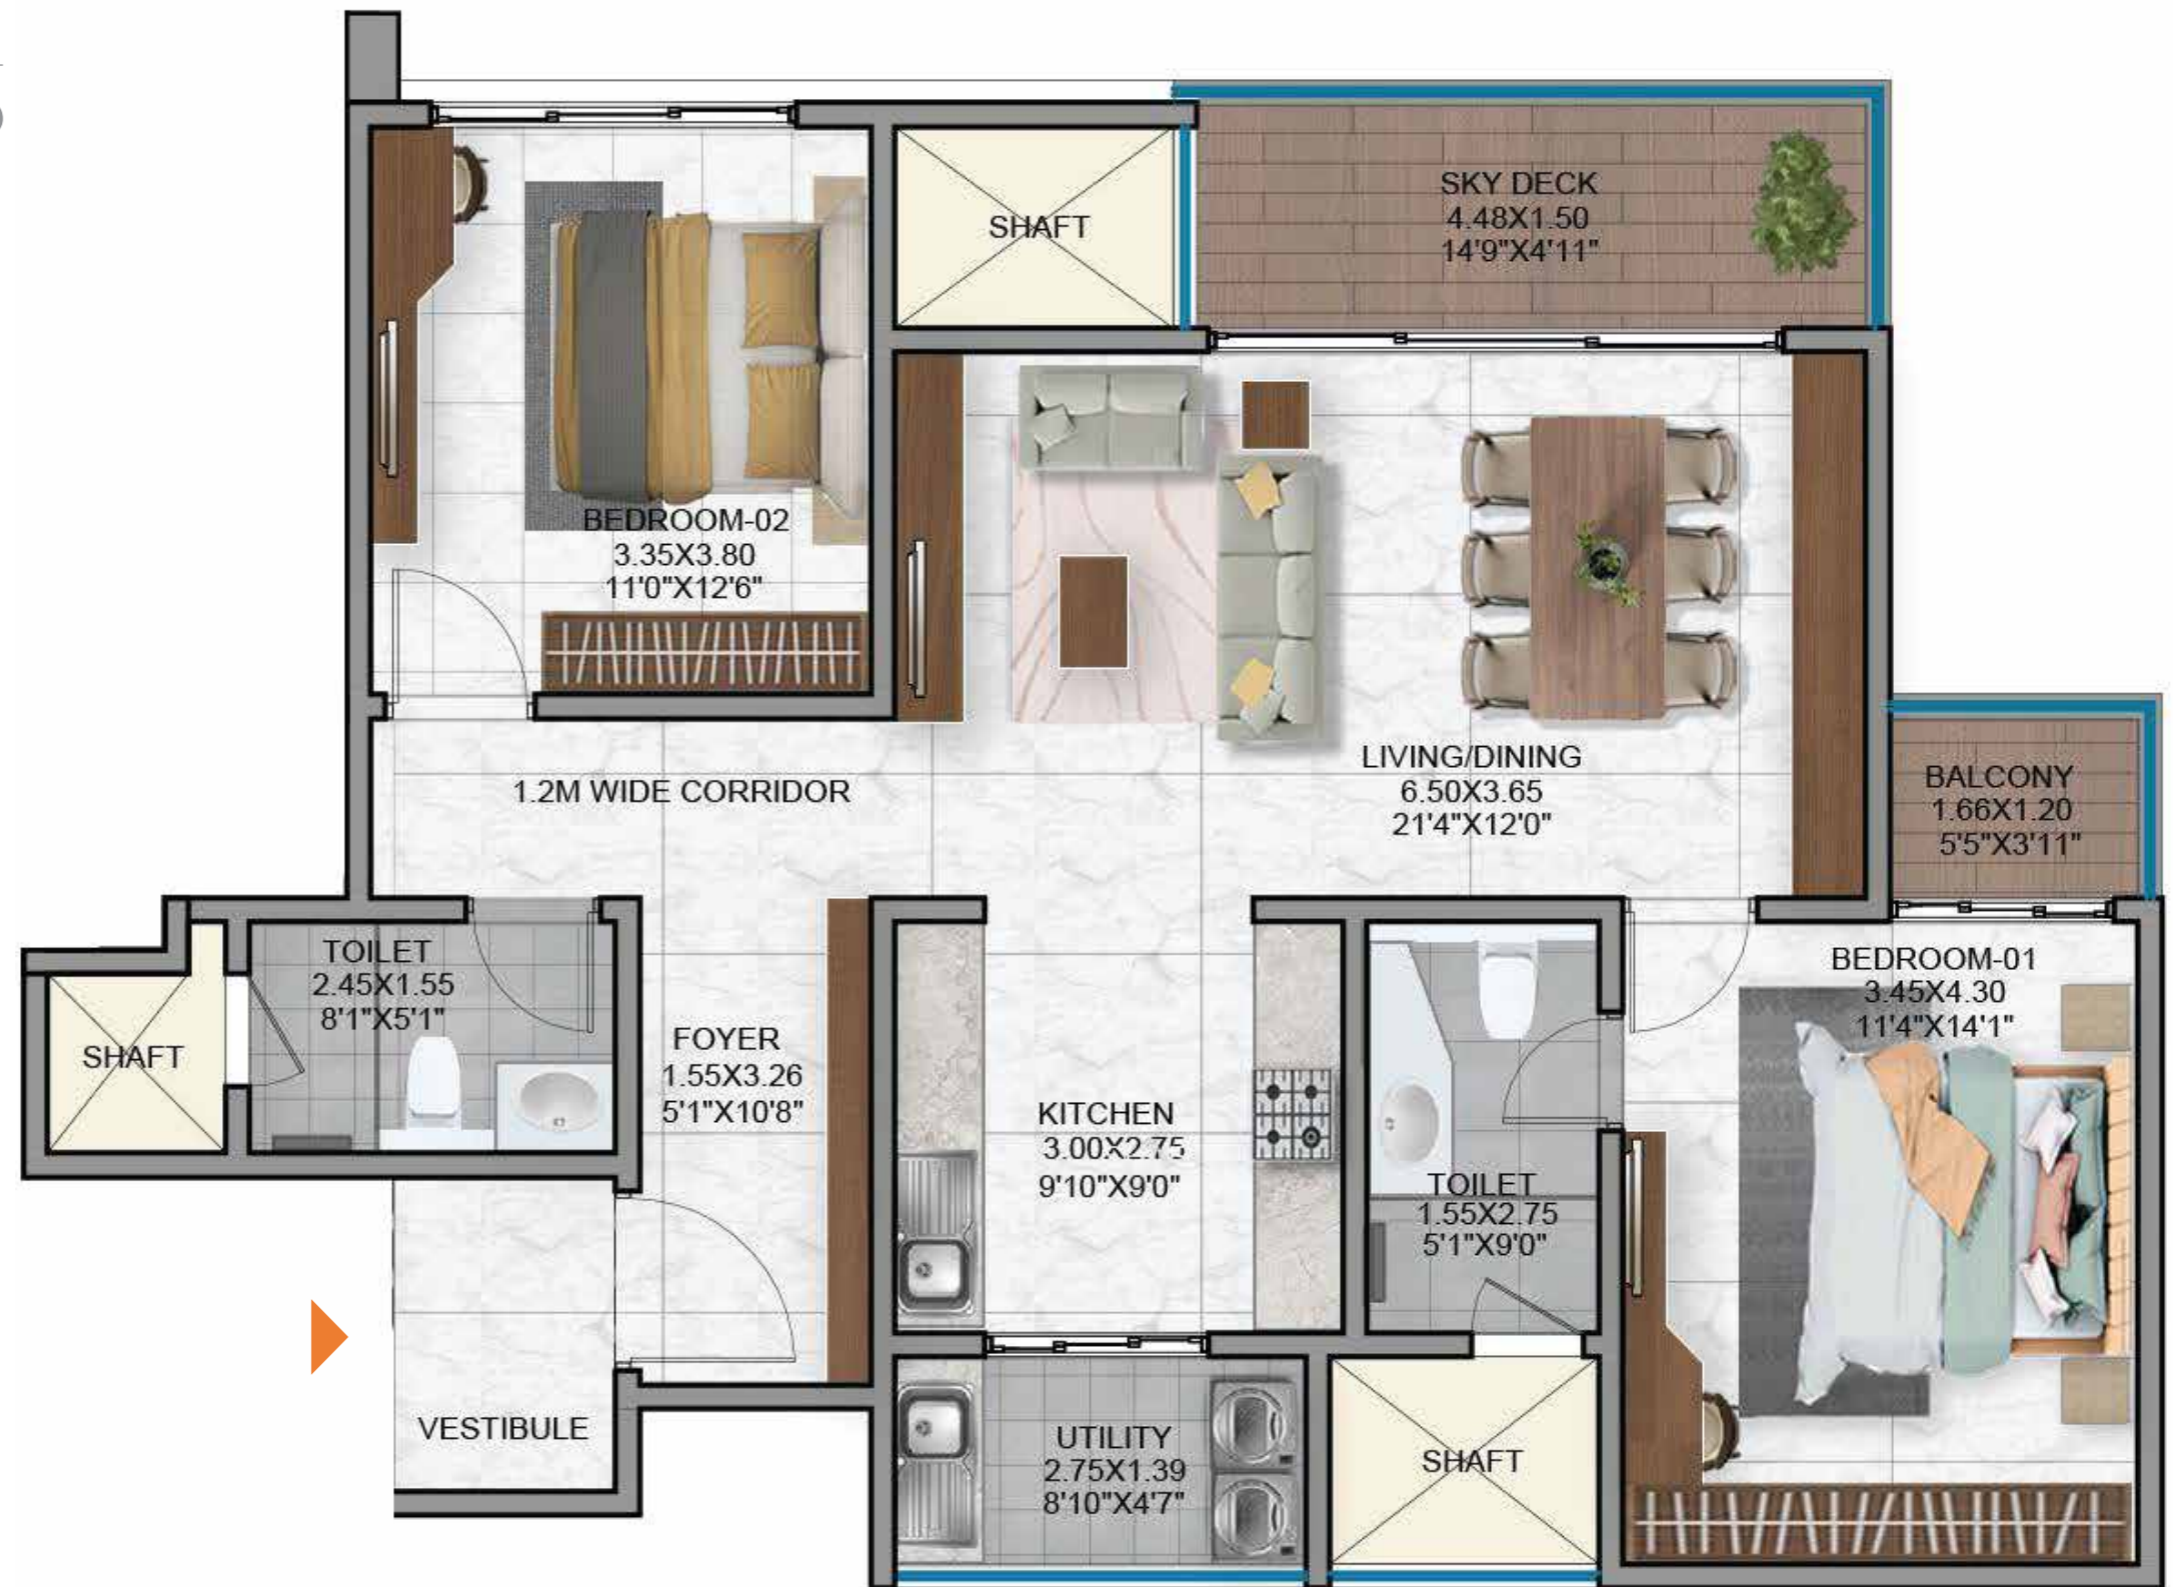 SHAFT
SKY DECK
4.48X1.50
14'9"X4'11"
BEDROOM-02
3.35X3.80
11'0"X12'6"
LIVING/DINING
6.50X3.65
21'4"X12'0"
1.2M WIDE CORRIDOR
BALCONY
1.66X1.20
5'5"X3'11"
TOILET
2.45X1.55
8'1"X5'1"
SHAFT
FOYER
1.55X3.26
5'1"X10'8"
KITCHEN
3.00X2.75
9'10"X9'0"
TOILET
1.55X2.75
5'1"X9'0"
BEDROOM-01
3.45X4.30
11'4"X14'1"
VESTIBULE
UTILITY
2.75X1.39
8'10"X4'7"
SHAFT